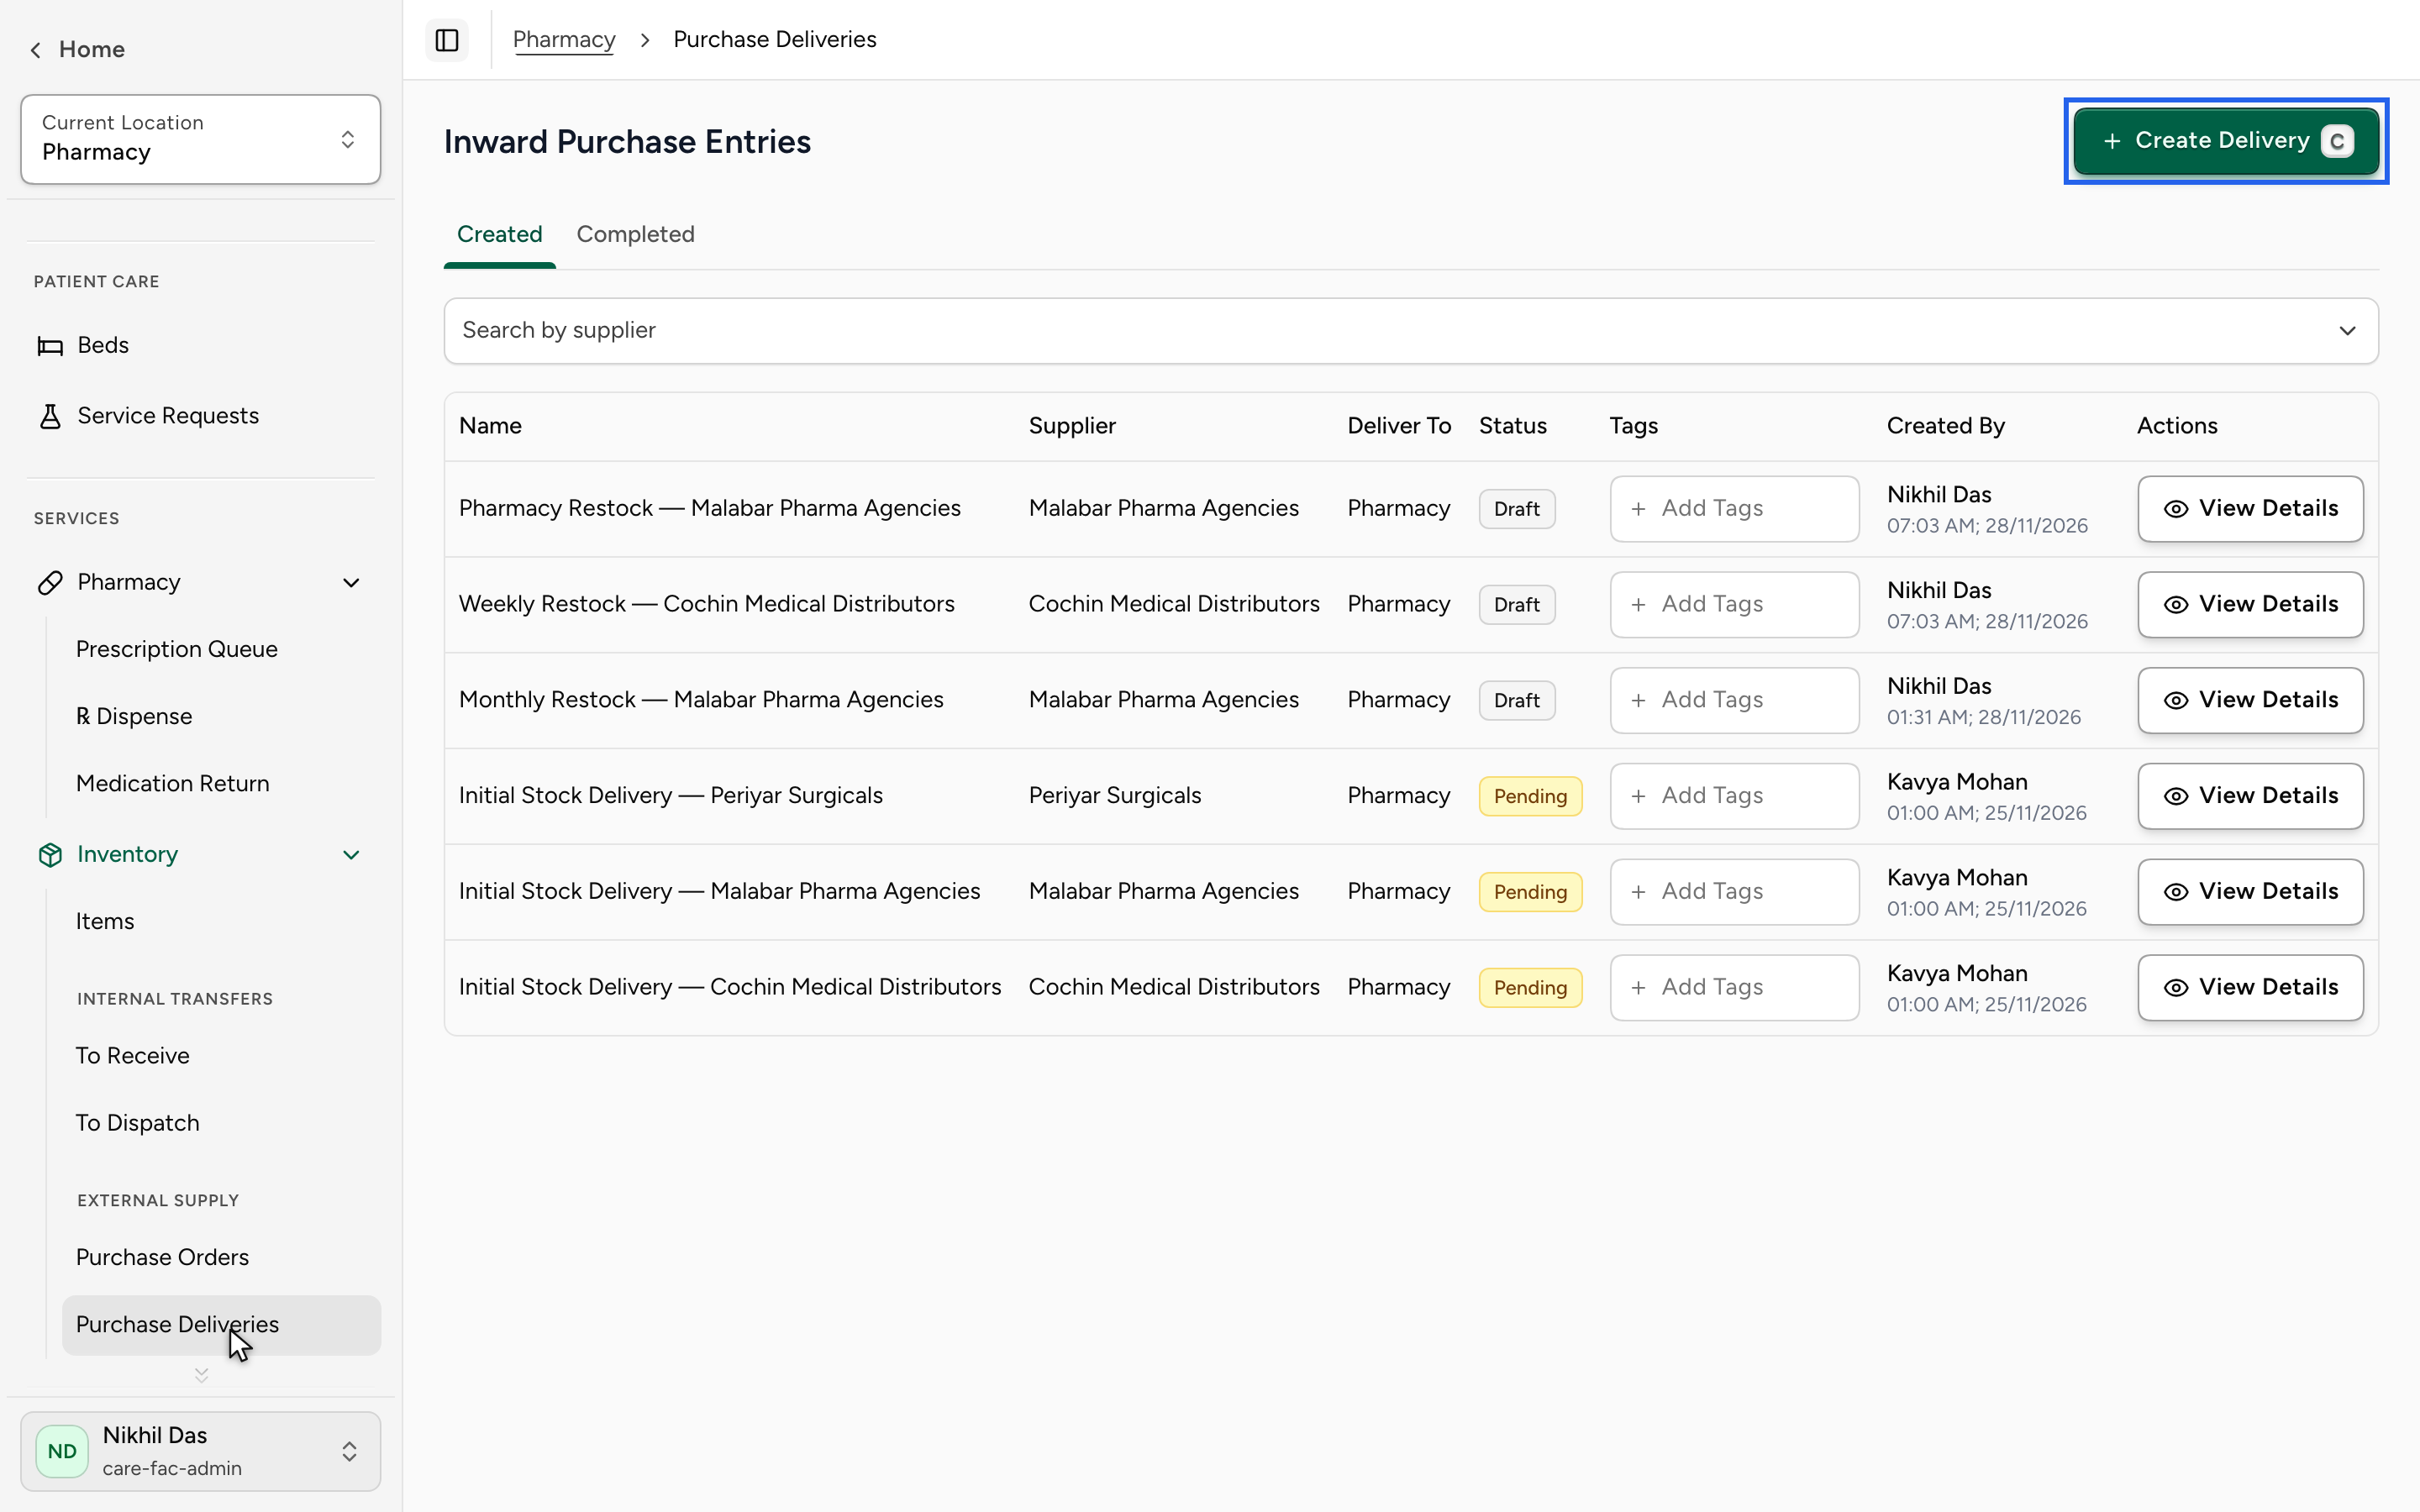 Home
Current Location
Pharmacy
PATIENT CARE
Beds
Service Requests
SERVICES
Pharmacy
Prescription Queue
℞ Dispense
Medication Return
Inventory
Items
INTERNAL TRANSFERS
To Receive
To Dispatch
EXTERNAL SUPPLY
Purchase Orders
Purchase Deliveries
ND
Nikhil Das
care-fac-admin
Pharmacy > Purchase Deliveries
Inward Purchase Entries
+ Create Delivery C
Created Completed
Search by supplier
Name Supplier Deliver To Status Tags Created By Actions
Pharmacy Restock — Malabar Pharma Agencies Malabar Pharma Agencies Pharmacy Draft + Add Tags Nikhil Das View Details
07:03 AM; 28/11/2026
Weekly Restock — Cochin Medical Distributors Cochin Medical Distributors Pharmacy Draft + Add Tags Nikhil Das View Details
07:03 AM; 28/11/2026
Monthly Restock — Malabar Pharma Agencies Malabar Pharma Agencies Pharmacy Draft + Add Tags Nikhil Das View Details
01:31 AM; 28/11/2026
Initial Stock Delivery — Periyar Surgicals Periyar Surgicals Pharmacy Pending + Add Tags Kavya Mohan View Details
01:00 AM; 25/11/2026
Initial Stock Delivery — Malabar Pharma Agencies Malabar Pharma Agencies Pharmacy Pending + Add Tags Kavya Mohan View Details
01:00 AM; 25/11/2026
Initial Stock Delivery — Cochin Medical Distributors Cochin Medical Distributors Pharmacy Pending + Add Tags Kavya Mohan View Details
01:00 AM; 25/11/2026